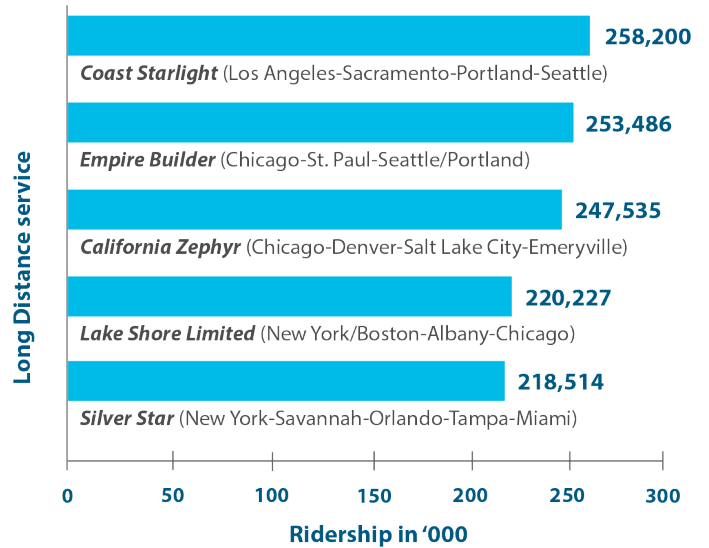 258,200
Coast Starlight (Los Angeles-Sacramento-Portland-Seattle)
253,486
Empire Builder (Chicago-St. Paul-Seattle/Portland)
247,535
California Zephyr (Chicago-Denver-Salt Lake City-Emeryville)
220,227
Lake Shore Limited (New York/Boston-Albany-Chicago)
218,514
Silver Star (New York-Savannah-Orlando-Tampa-Miami)
Long Distance service
0 50 100 150 200 250 300
Ridership in ‘000